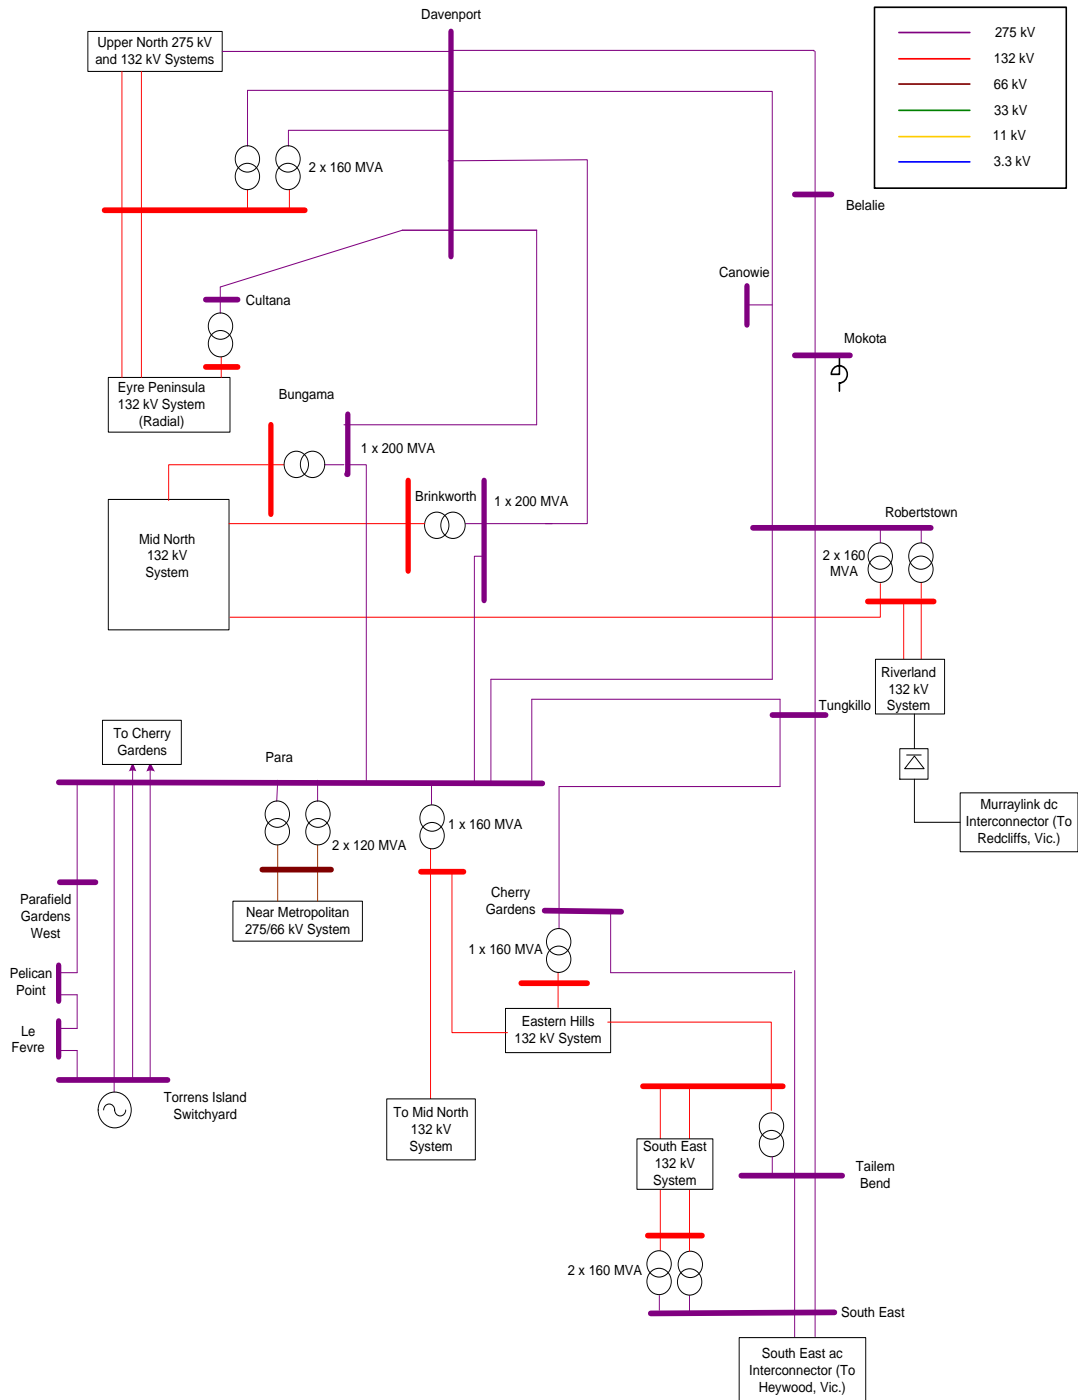 Davenport
Upper North 275 kV
and 132 kV Systems
275 kV
132 kV
66 kV
33 kV
11 kV
3.3 kV
2 x 160 MVA
Belalie
Canowie
Cultana
Mokota
Eyre Peninsula
132 kV System
(Radial)
Bungama
1 x 200 MVA
Brinkworth
1 x 200 MVA
Robertstown
Mid North
132 kV
System
2 x 160
MVA
Riverland
132 kV
System
Tungkillo
To Cherry
Gardens
Para
Murraylink dc
Interconnector (To
Redcliffs, Vic.)
1 x 160 MVA
2 x 120 MVA
Parafield
Gardens
West
Near Metropolitan
275/66 kV System
Cherry
Gardens
1 x 160 MVA
Pelican
Point
Le
Fevre
Eastern Hills
132 kV System
Torrens Island
Switchyard
To Mid North
132 kV
System
South East
132 kV
System
Tailem
Bend
2 x 160 MVA
South East
South East ac
Interconnector (To
Heywood, Vic.)